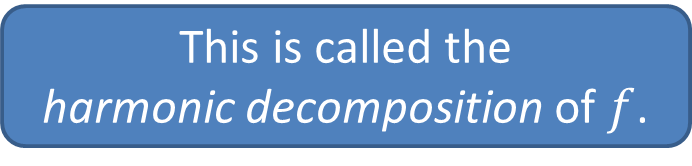 This is called the
harmonic decomposition of f.